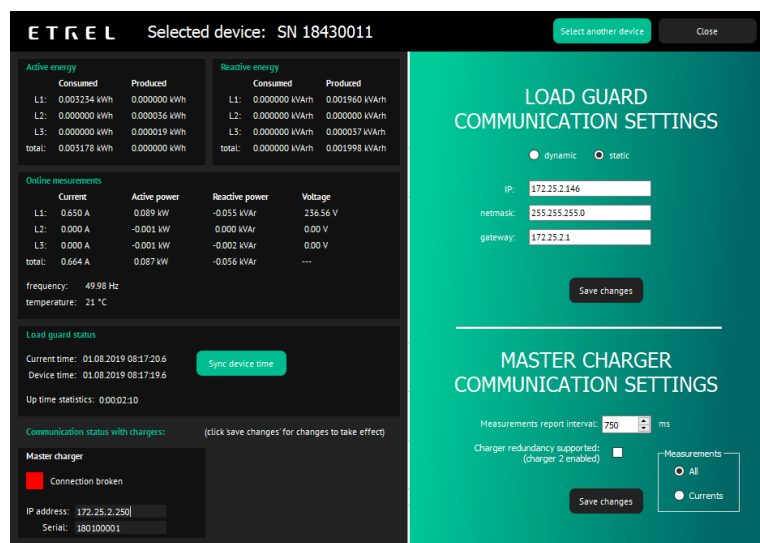 ETREL Selected device: SN 18430011 Select another device Close
Active energy
Consumed Produced
L1: 0.003234 kWh 0.000000 kWh
L2: 0.000000 kWh 0.000036 kWh
L3: 0.000000 kWh 0.000019 kWh
total: 0.003178 kWh 0.000000 kWh
Reactive energy
Consumed Produced
L1: 0.000000 kVArh 0.001960 kVArh
L2: 0.000000 kVArh 0.000000 kVArh
L3: 0.000000 kVArh 0.000037 kVArh
total: 0.000000 kVArh 0.001998 kVArh
Online mesurements
Current Active power Reactive power Voltage
L1: 0.650 A 0.089 kW -0.055 kVAr 236.56 V
L2: 0.000 A -0.001 kW 0.000 kVAr 0.00 V
L3: 0.000 A -0.001 kW -0.002 kVAr 0.00 V
total: 0.664 A 0.087 kW -0.056 kVAr ---
frequency: 49.98 Hz
temperature: 21 °C
Load guard status
Current time: 01.08.2019 08:17:20.6
Device time: 01.08.2019 08:17:19.6
Sync device time
Up time statistics: 0:00:02:10
Communication status with chargers: (click 'save changes' for changes to take effect)
Master charger
Connection broken
IP address: 172.25.2.250
Serial: 180100001
LOAD GUARD
COMMUNICATION SETTINGS
dynamic static
IP: 172.25.2.146
netmask: 255.255.255.0
gateway: 172.25.2.1
Save changes
MASTER CHARGER
COMMUNICATION SETTINGS
Measurements report interval: 750 ms
Charger redundancy supported:
(charger 2 enabled)
Measurements
All
Currents
Save changes